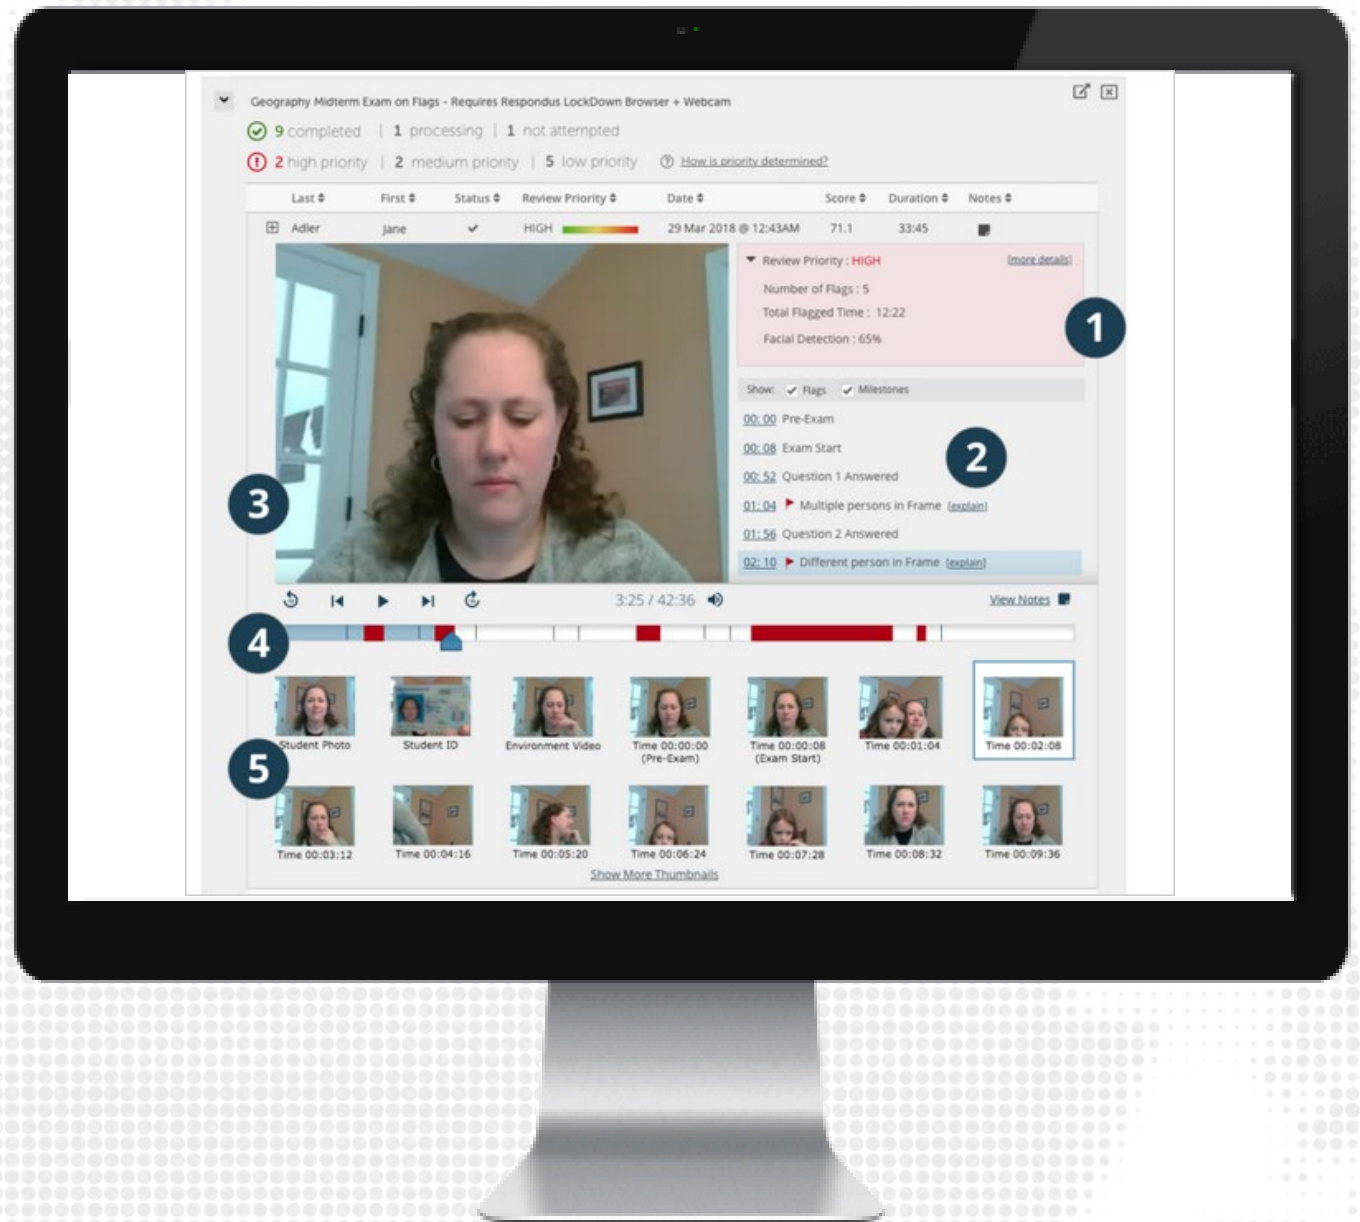 Geography Midterm Exam on Flags - Requires Respondus LockDown Browser + Webcam
9 completed | 1 processing | 1 not attempted
2 high priority | 2 medium priority | 5 low priority How is priority determined?
Last First Status Review Priority Date Score Duration Notes
Adler Jane HIGH 29 Mar 2018 @ 12:43AM 71.1 33:45
Review Priority : HIGH [more details]
Number of Flags : 5
Total Flagged Time : 12:22
Facial Detection : 65%
1
Show: Flags Milestones
00: 00 Pre-Exam
00: 08 Exam Start
2
00: 52 Question 1 Answered
01: 04 Multiple persons in Frame [explain]
01: 56 Question 2 Answered
02: 10 Different person in Frame [explain]
3
3:25 / 42:36 View Notes
4
Student Photo Student ID Environment Video Time 00:00:00 (Pre-Exam) Time 00:00:08 (Exam Start) Time 00:01:04 Time 00:02:08
5
Time 00:03:12 Time 00:04:16 Time 00:05:20 Time 00:06:24 Time 00:07:28 Time 00:08:32 Time 00:09:36
Show More Thumbnails